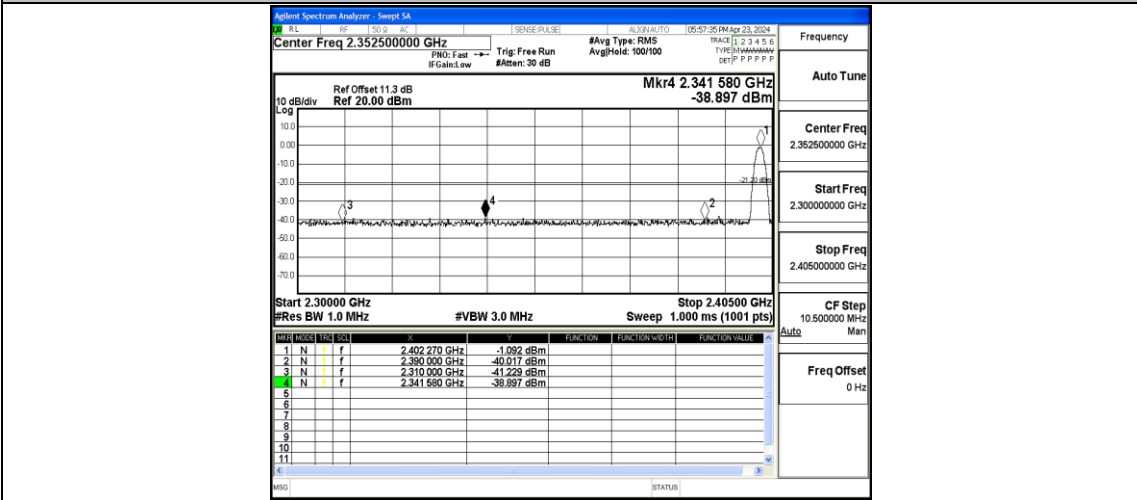 Agilent Spectrum Analyzer - Swept SA
RL RF 50 Ω AC SENSE:PULSE ALIGN AUTO 05:57:35 PM Apr 23, 2024
Center Freq 2.352500000 GHz #Avg Type: RMS TRACE 1 2 3 4 5 6
PNO: Fast Trig: Free Run Avg|Hold: 100/100 TYPE MWWWWW
IFGain:Low #Atten: 30 dB DET P P P P P P
Frequency
Auto Tune
Center Freq
2.352500000 GHz
Start Freq
2.300000000 GHz
Stop Freq
2.405000000 GHz
CF Step
10.500000 MHz
Auto Man
Freq Offset
0 Hz
Mkr4 2.341 580 GHz
Ref Offset 11.3 dB
-38.897 dBm
10 dB/div Ref 20.00 dBm
Log
10.0
1
0.00
-10.0
-20.0
-21.20 dBm
-30.0
3
4
2
-40.0
-50.0
-60.0
-70.0
Start 2.30000 GHz Stop 2.40500 GHz
#Res BW 1.0 MHz #VBW 3.0 MHz Sweep 1.000 ms (1001 pts)
MKR MODE TRC SCL X Y FUNCTION FUNCTION WIDTH FUNCTION VALUE
1 N 1 f 2.402 270 GHz -1.092 dBm
2 N 1 f 2.390 000 GHz -40.017 dBm
3 N 1 f 2.310 000 GHz -41.229 dBm
4 N 1 f 2.341 580 GHz -38.897 dBm
5
6
7
8
9
10
11
MSG STATUS